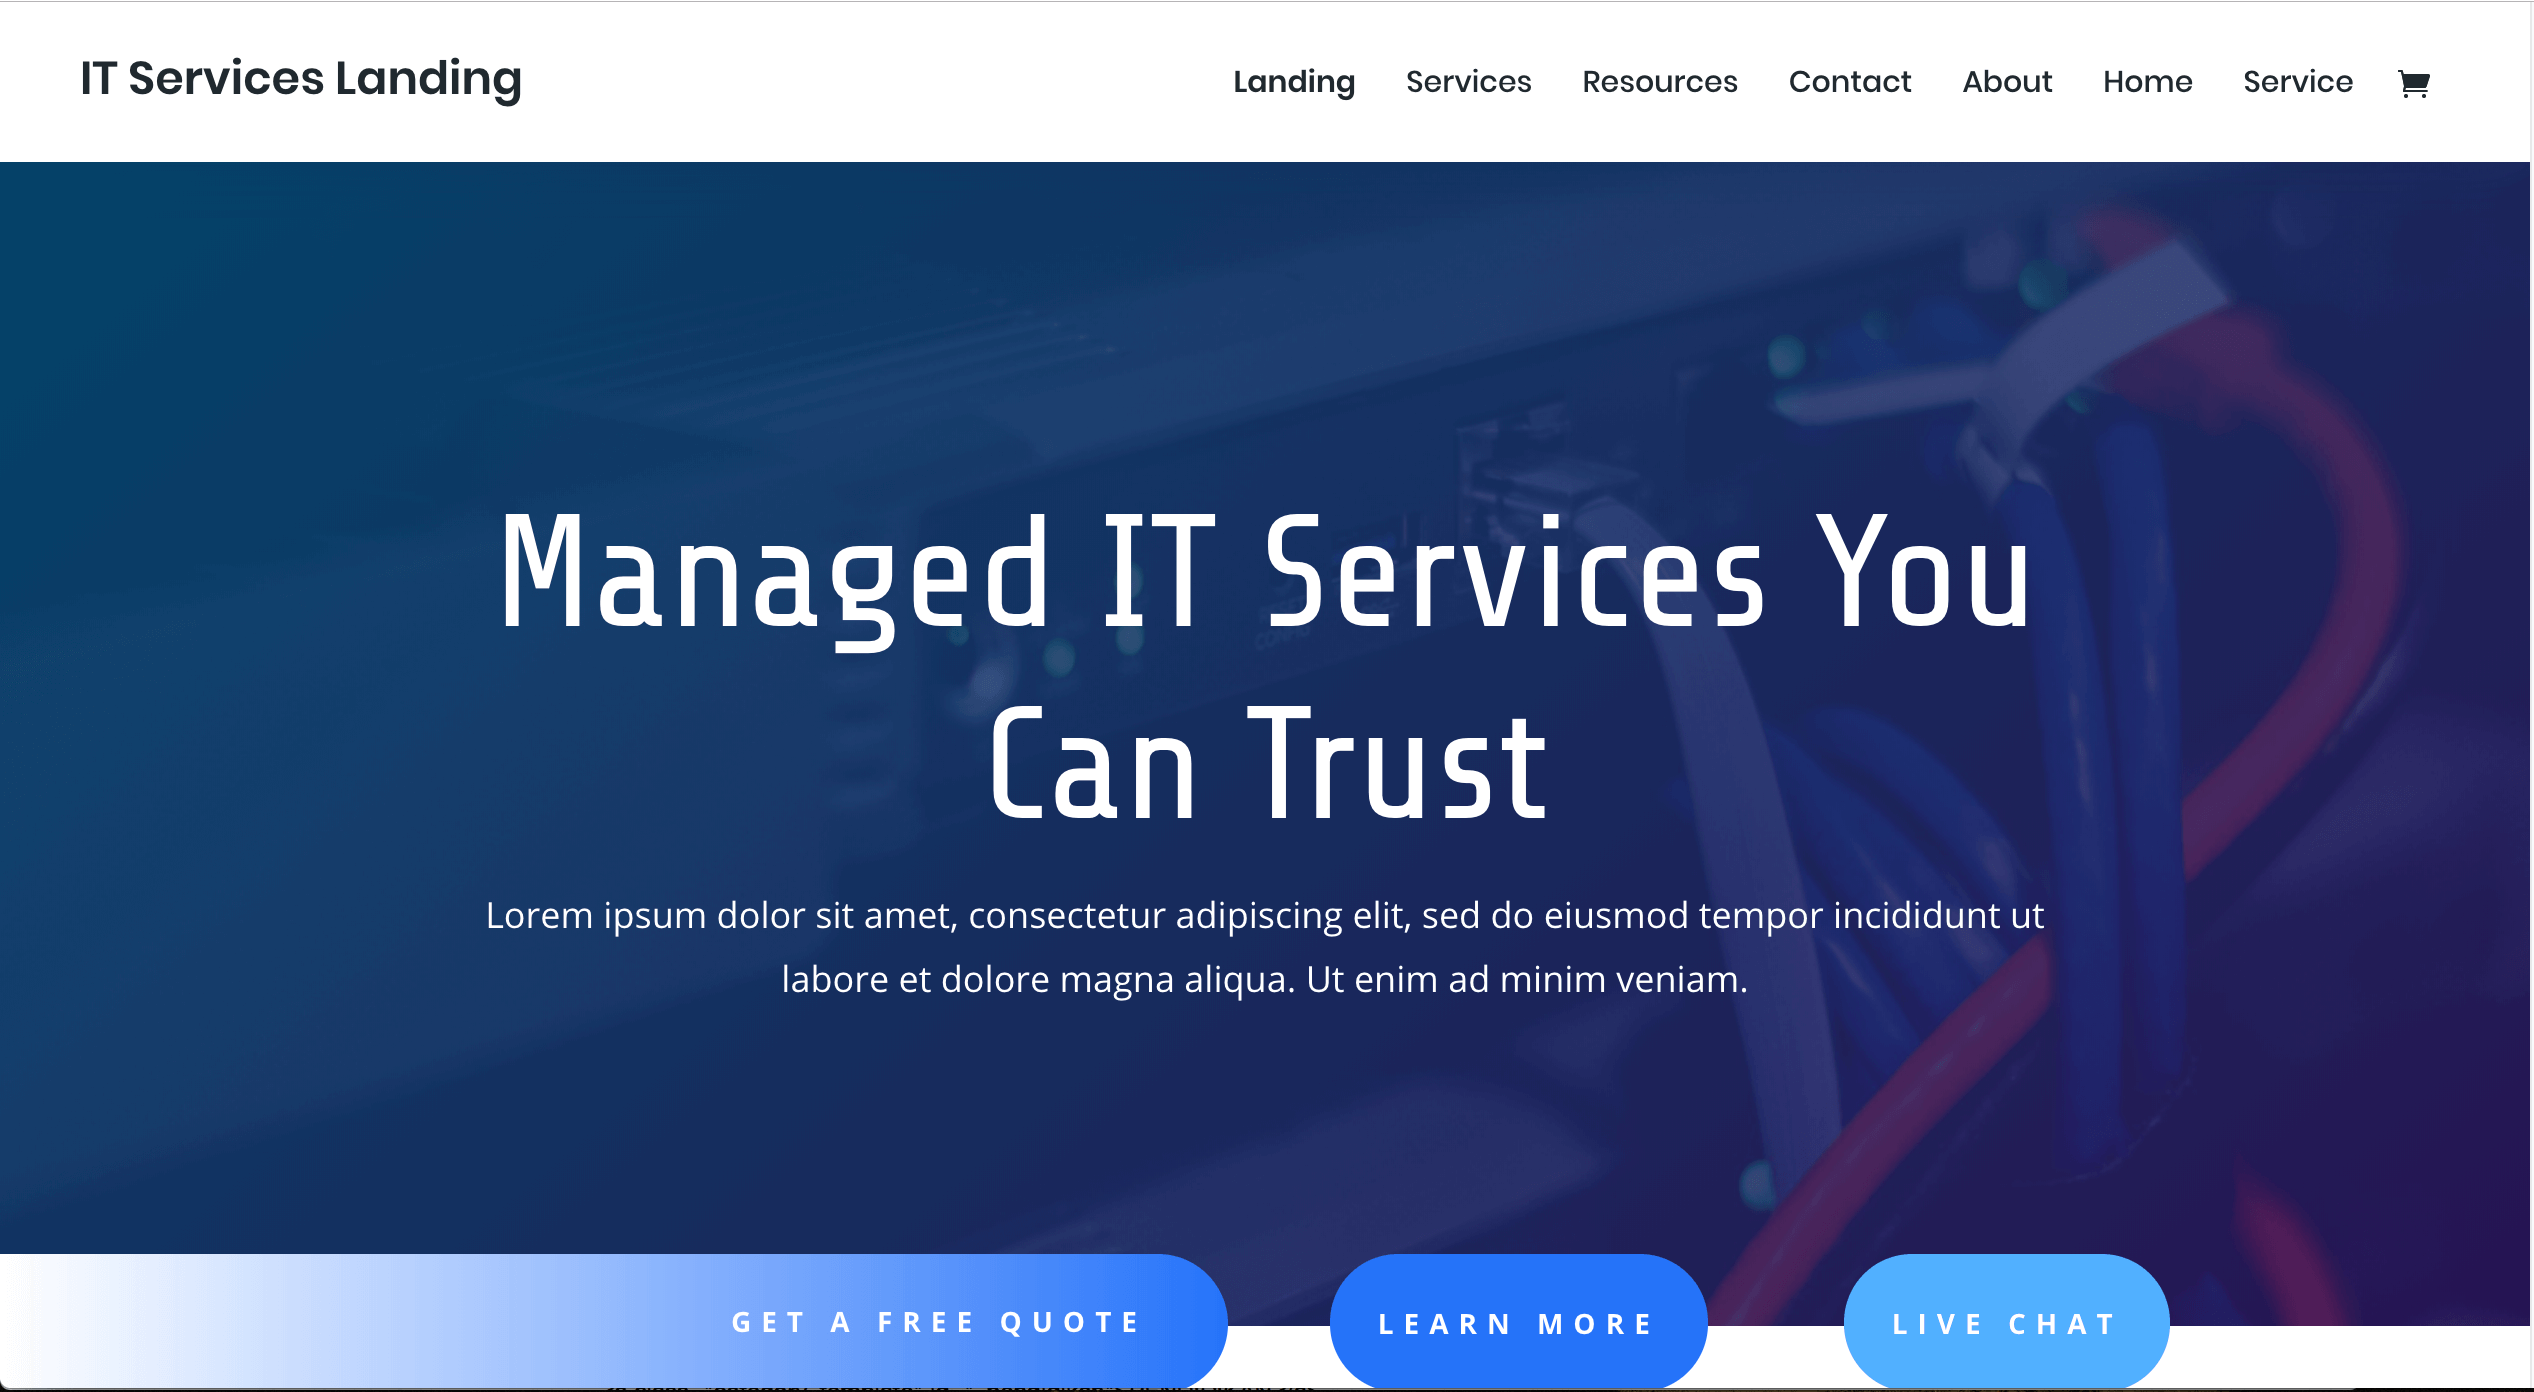 IT Services Landing
Landing Services Resources Contact About Home Service
Managed IT Services You
Can Trust
Lorem ipsum dolor sit amet, consectetur adipiscing elit, sed do eiusmod tempor incididunt ut
labore et dolore magna aliqua. Ut enim ad minim veniam.
GET A FREE QUOTE
LEARN MORE
LIVE CHAT